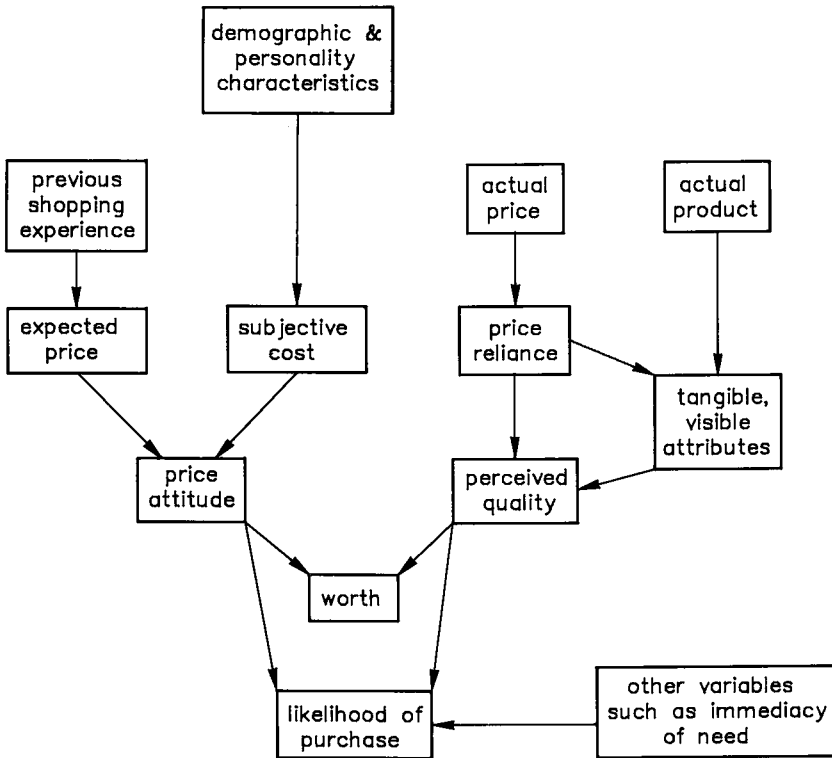 demographic &
personality
characteristics
previous
shopping
experience
actual
price
actual
product
expected
price
subjective
cost
price
reliance
tangible,
visible
attributes
price
attitude
perceived
quality
worth
likelihood of
purchase
other variables
such as immediacy
of need